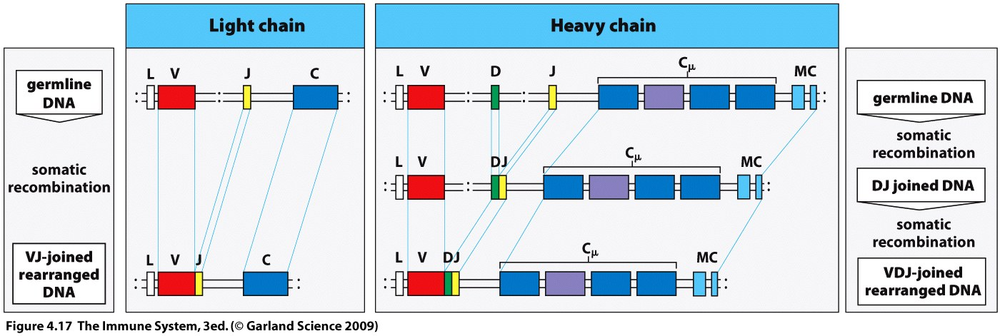 Light chain
Heavy chain
germline
DNA
somatic
recombination
VJ-joined
rearranged
DNA
L V J C
L V J C
L V D J Cμ MC
L V DJ Cμ MC
L V DJ Cμ MC
germline DNA
somatic
recombination
DJ joined DNA
somatic
recombination
VDJ-joined
rearranged DNA
Figure 4.17 The Immune System, 3ed. (© Garland Science 2009)